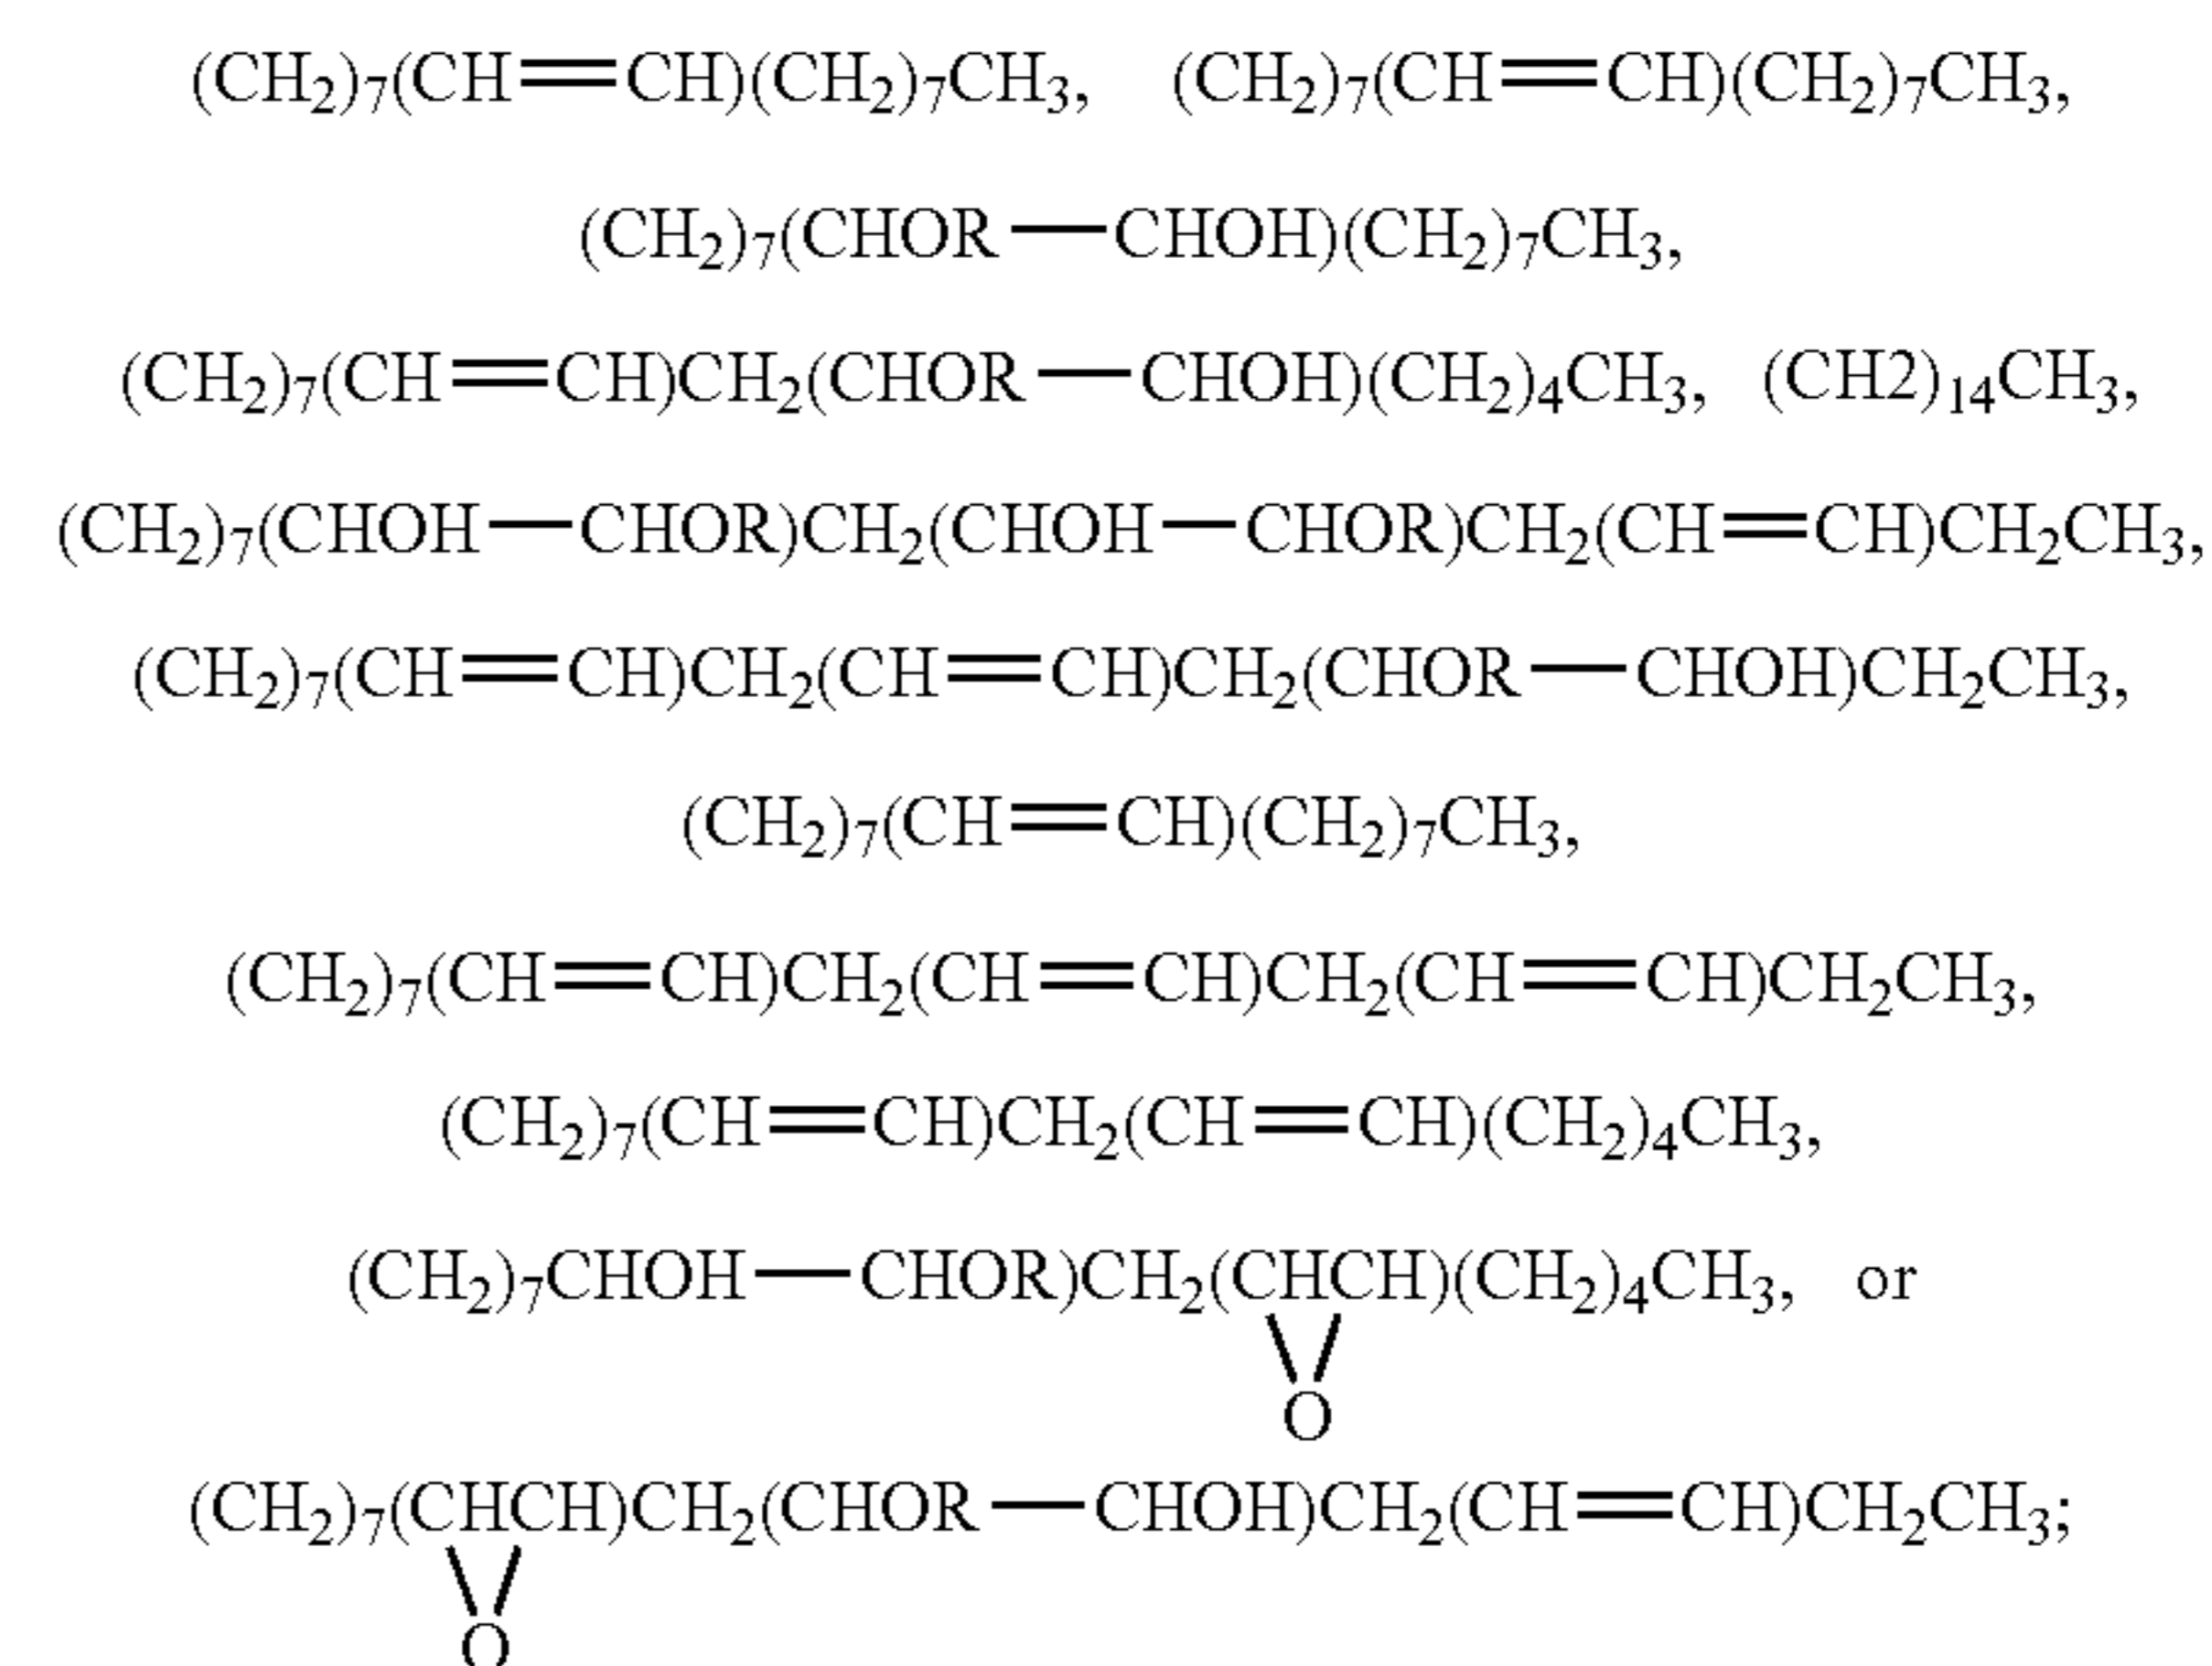 (CH₂)₇(CH=CH)(CH₂)₇CH₃, (CH₂)₇(CH=CH)(CH₂)₇CH₃,
(CH₂)₇(CHOR—CHOH)(CH₂)₇CH₃,
(CH₂)₇(CH=CH)CH₂(CHOR—CHOH)(CH₂)₄CH₃, (CH2)₁₄CH₃,
(CH₂)₇(CHOH—CHOR)CH₂(CHOH—CHOR)CH₂(CH=CH)CH₂CH₃,
(CH₂)₇(CH=CH)CH₂(CH=CH)CH₂(CHOR—CHOH)CH₂CH₃,
(CH₂)₇(CH=CH)(CH₂)₇CH₃,
(CH₂)₇(CH=CH)CH₂(CH=CH)CH₂(CH=CH)CH₂CH₃,
(CH₂)₇(CH=CH)CH₂(CH=CH)(CH₂)₄CH₃,
(CH₂)₇CHOH—CHOR)CH₂(CHCH)(CH₂)₄CH₃, or
O
(CH₂)₇(CHCH)CH₂(CHOR—CHOH)CH₂(CH=CH)CH₂CH₃;
O